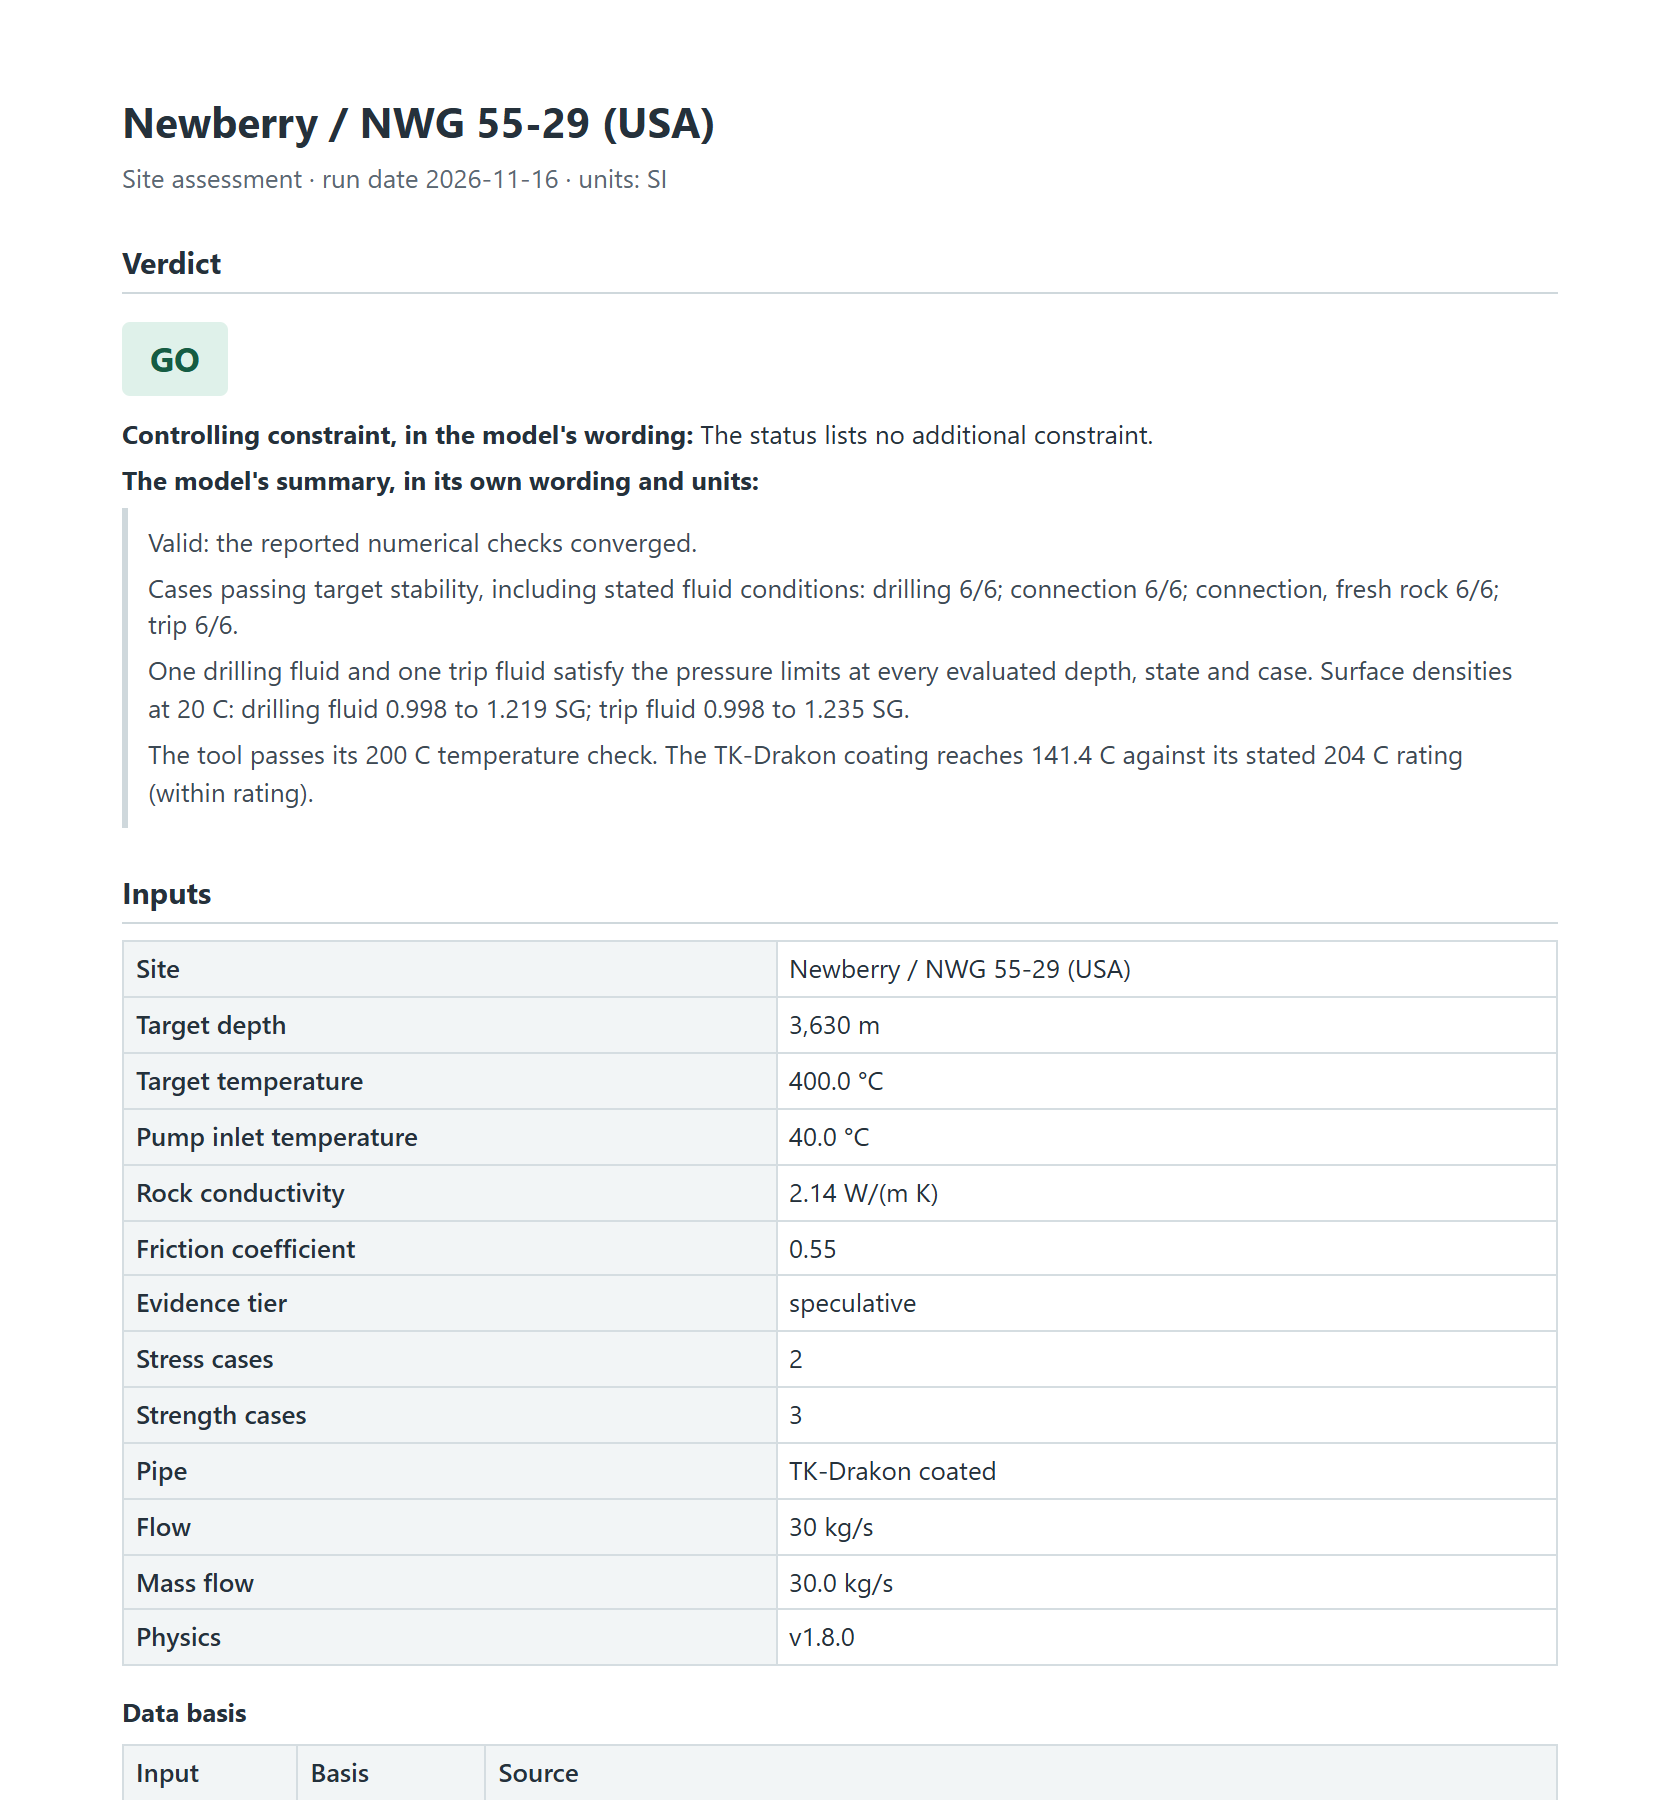 Newberry / NWG 55-29 (USA)
Site assessment · run date 2026-11-16 · units: SI
Verdict
GO
Controlling constraint, in the model's wording: The status lists no additional constraint.
The model's summary, in its own wording and units:
Valid: the reported numerical checks converged.
Cases passing target stability, including stated fluid conditions: drilling 6/6; connection 6/6; connection, fresh rock 6/6;
trip 6/6.
One drilling fluid and one trip fluid satisfy the pressure limits at every evaluated depth, state and case. Surface densities
at 20 C: drilling fluid 0.998 to 1.219 SG; trip fluid 0.998 to 1.235 SG.
The tool passes its 200 C temperature check. The TK-Drakon coating reaches 141.4 C against its stated 204 C rating
(within rating).
Inputs
Site Newberry / NWG 55-29 (USA)
Target depth 3,630 m
Target temperature 400.0 °C
Pump inlet temperature 40.0 °C
Rock conductivity 2.14 W/(m K)
Friction coefficient 0.55
Evidence tier speculative
Stress cases 2
Strength cases 3
Pipe TK-Drakon coated
Flow 30 kg/s
Mass flow 30.0 kg/s
Physics v1.8.0
Data basis
Input Basis Source